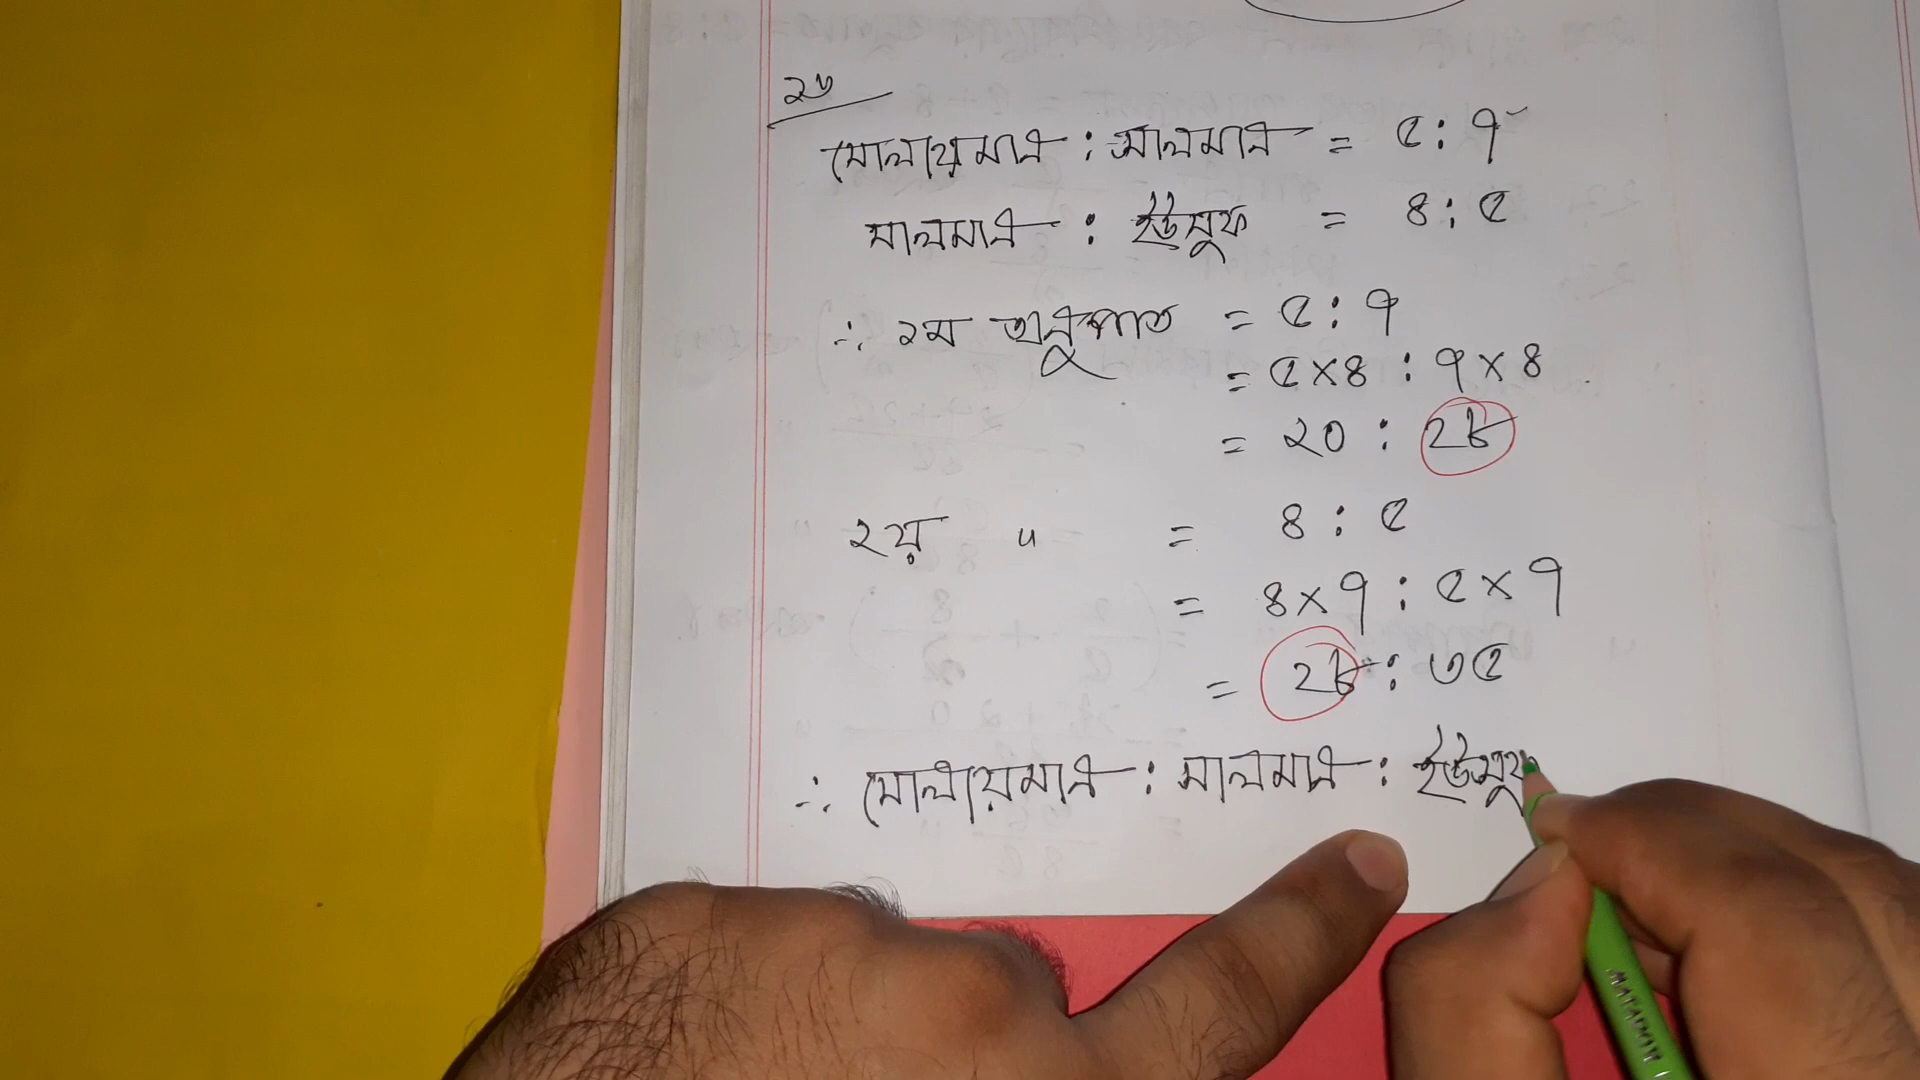 ২৬
সোলায়মান : সালমান = ৫ : ৭
সালমান : ইউসুফ = ৪ : ৫
∴ ১ম অনুপাত = ৫ : ৭
= ৫×৪ : ৭×৪
= ২০ : ২৮
২য় " = ৪ : ৫
= ৪×৭ : ৫×৭
= ২৮ : ৩৫
∴ সোলায়মান : সালমান : ইউসুফ
MATADOR